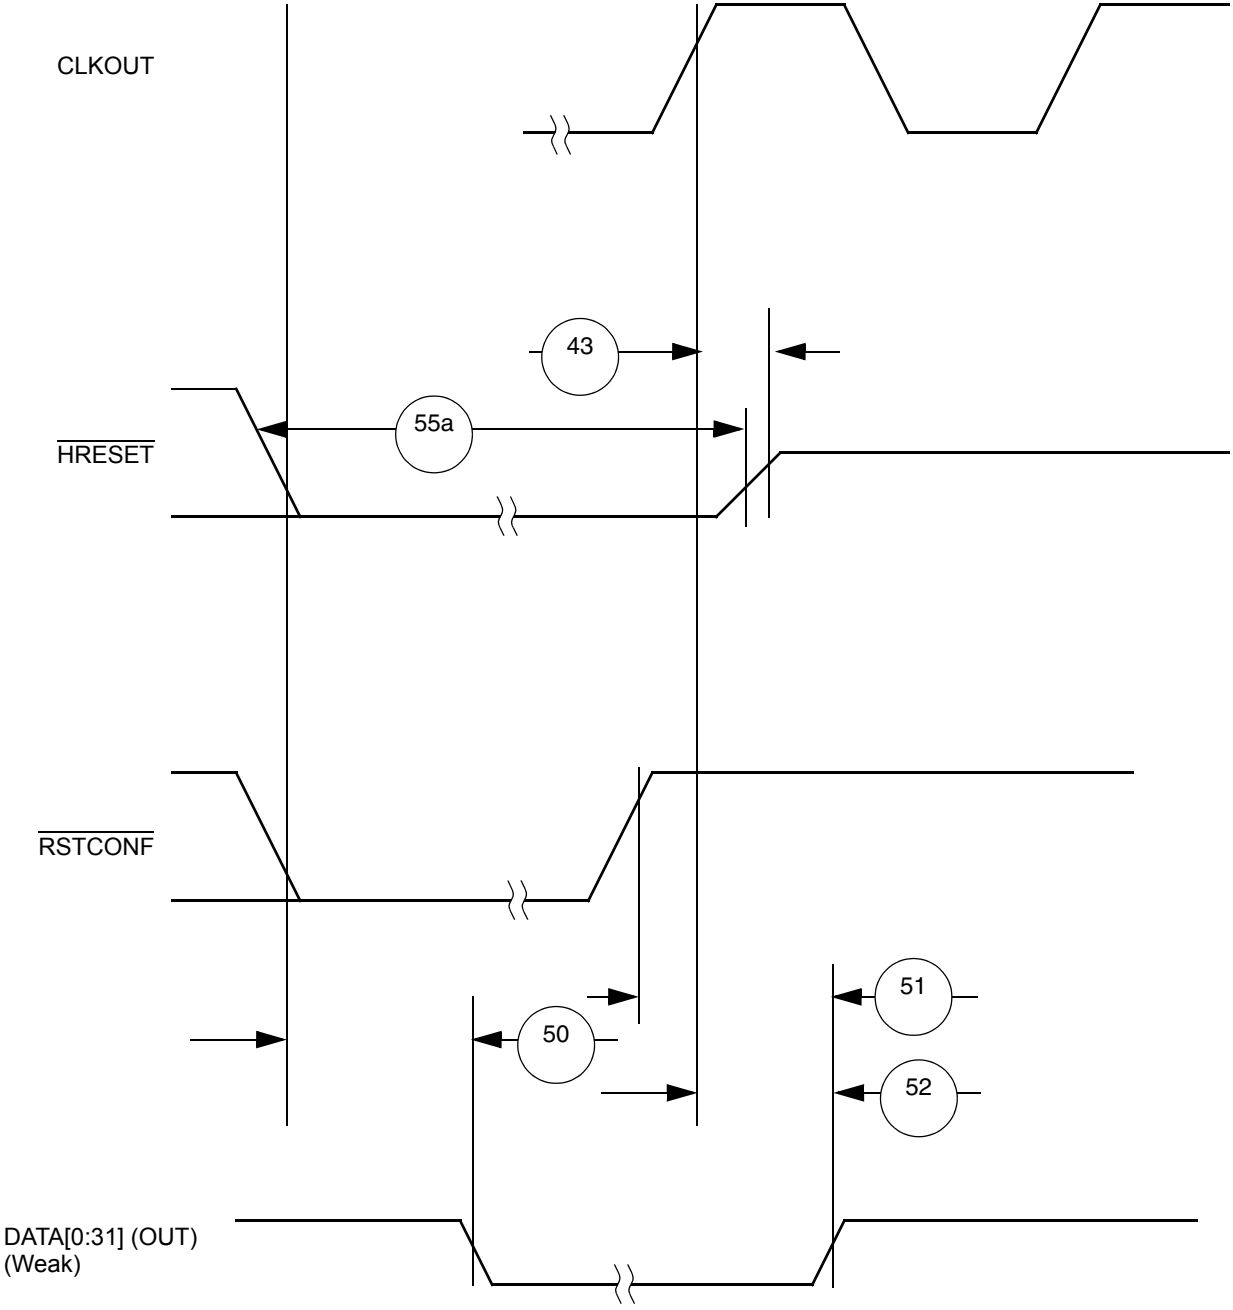 CLKOUT
43
55a
HRESET
RSTCONF
51
50
52
DATA[0:31] (OUT)
(Weak)